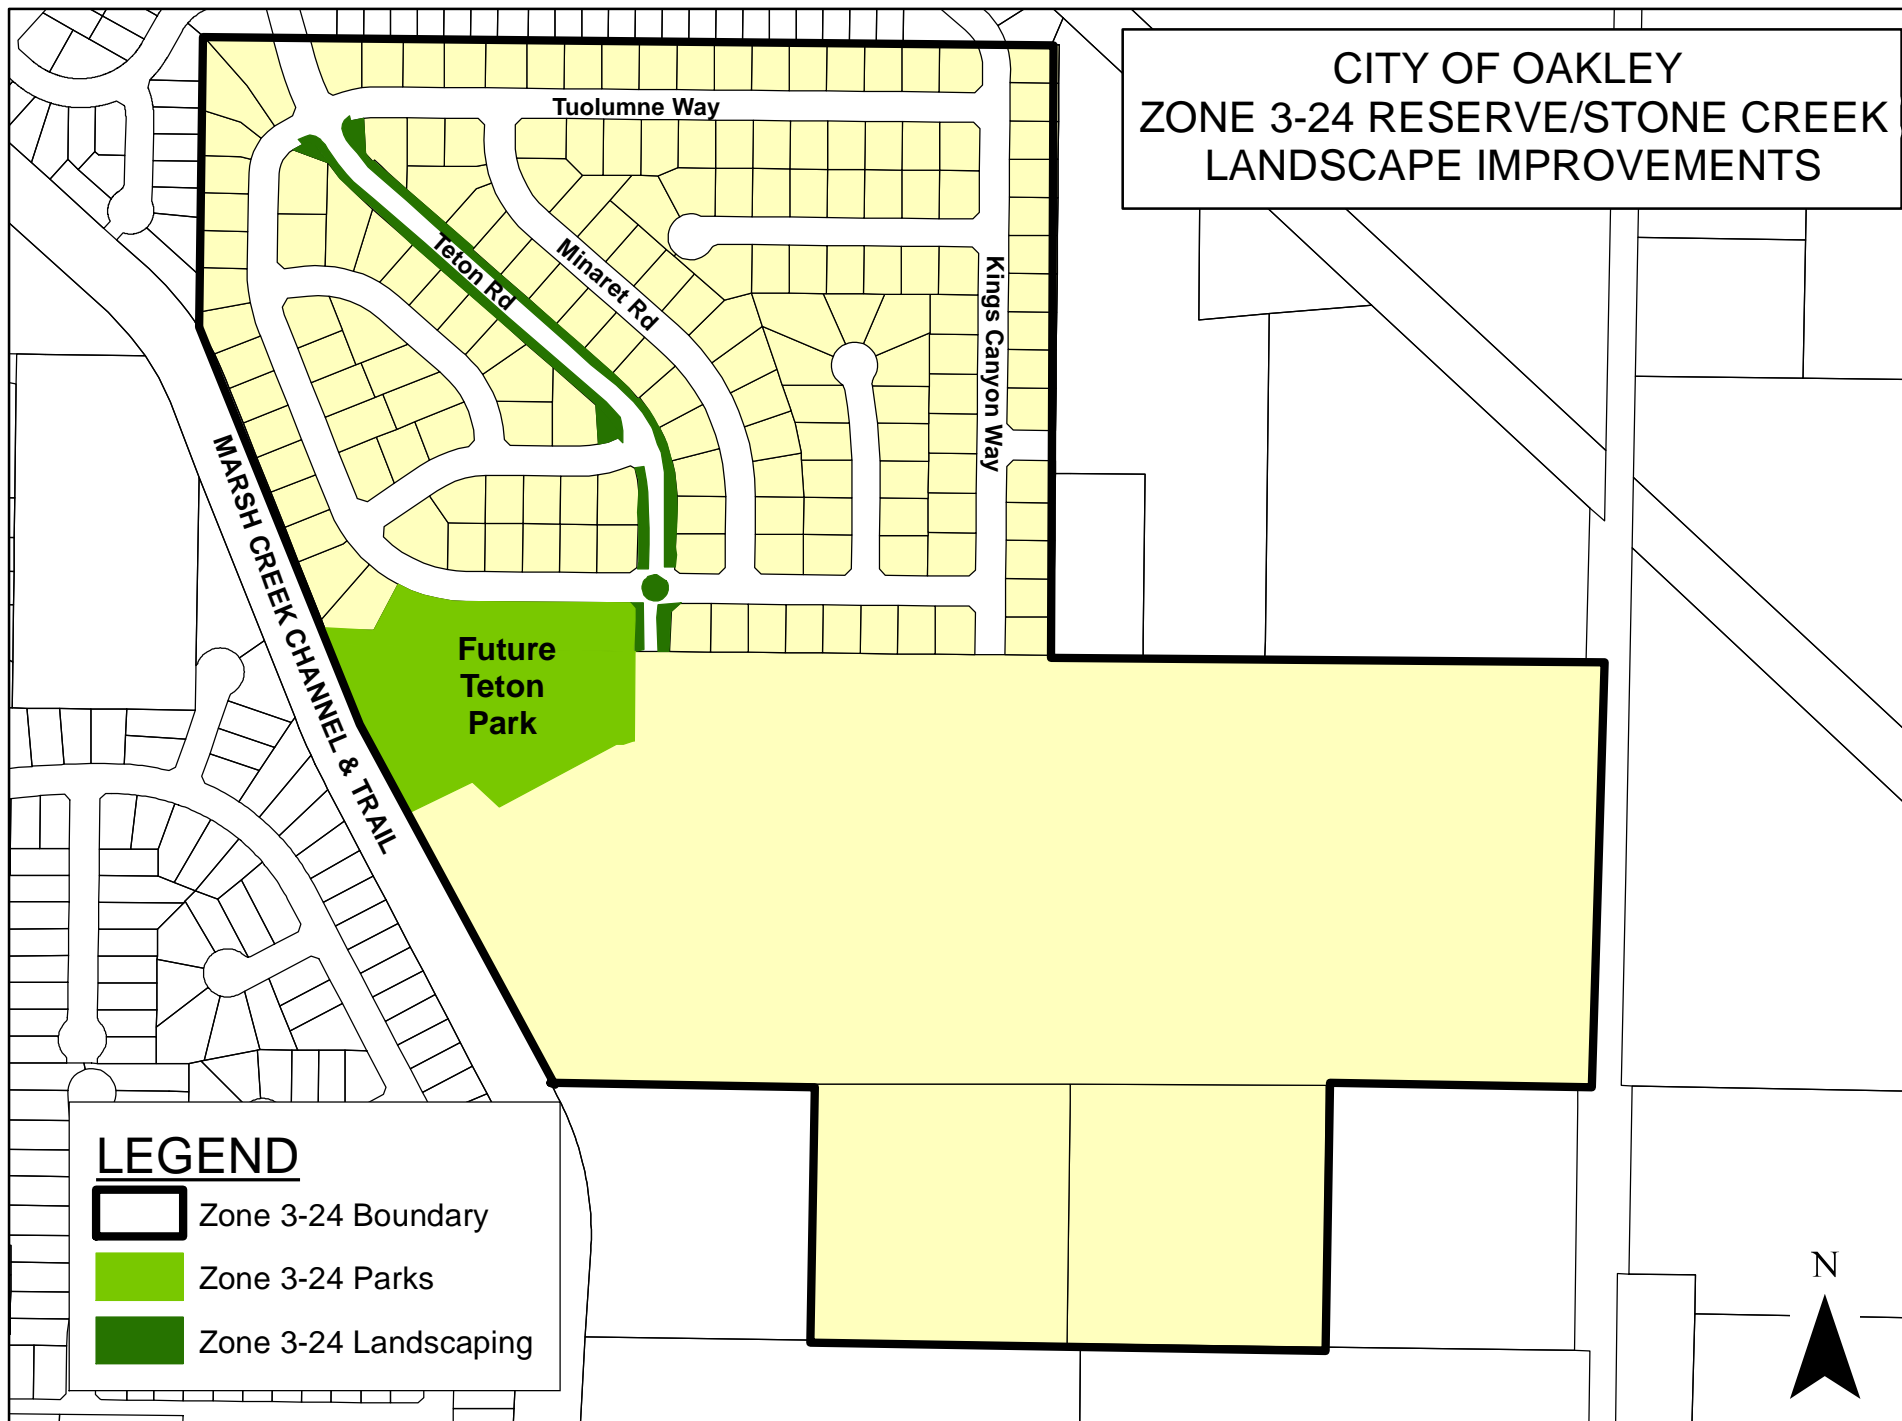 CITY OF OAKLEY
ZONE 3-24 RESERVE/STONE CREEK
LANDSCAPE IMPROVEMENTS
Tuolumne Way
Teton Rd
Minaret Rd
Kings Canyon Way
MARSH CREEK CHANNEL & TRAIL
Future
Teton
Park
LEGEND
Zone 3-24 Boundary
Zone 3-24 Parks
Zone 3-24 Landscaping
N